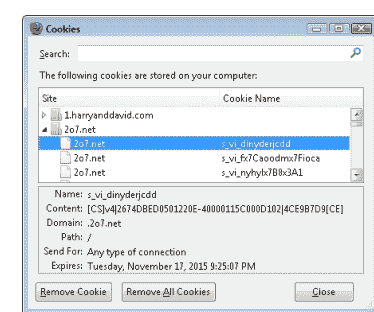 Cookies
Search:
The following cookies are stored on your computer:
Site Cookie Name
1.harryanddavid.com
2o7.net
2o7.net s_vi_dinyderjcdd
2o7.net s_vi_fx7Caoodmx7Fioca
2o7.net s_vi_nyhylx7B8x3A1
Name: s_vi_dinyderjcdd
Content: [CS]v4|2674DBED0501220E-40000115C000D102|4CE9B7D9[CE]
Domain: .2o7.net
Path: /
Send For: Any type of connection
Expires: Tuesday, November 17, 2015 9:25:07 PM
Remove Cookie Remove All Cookies Close